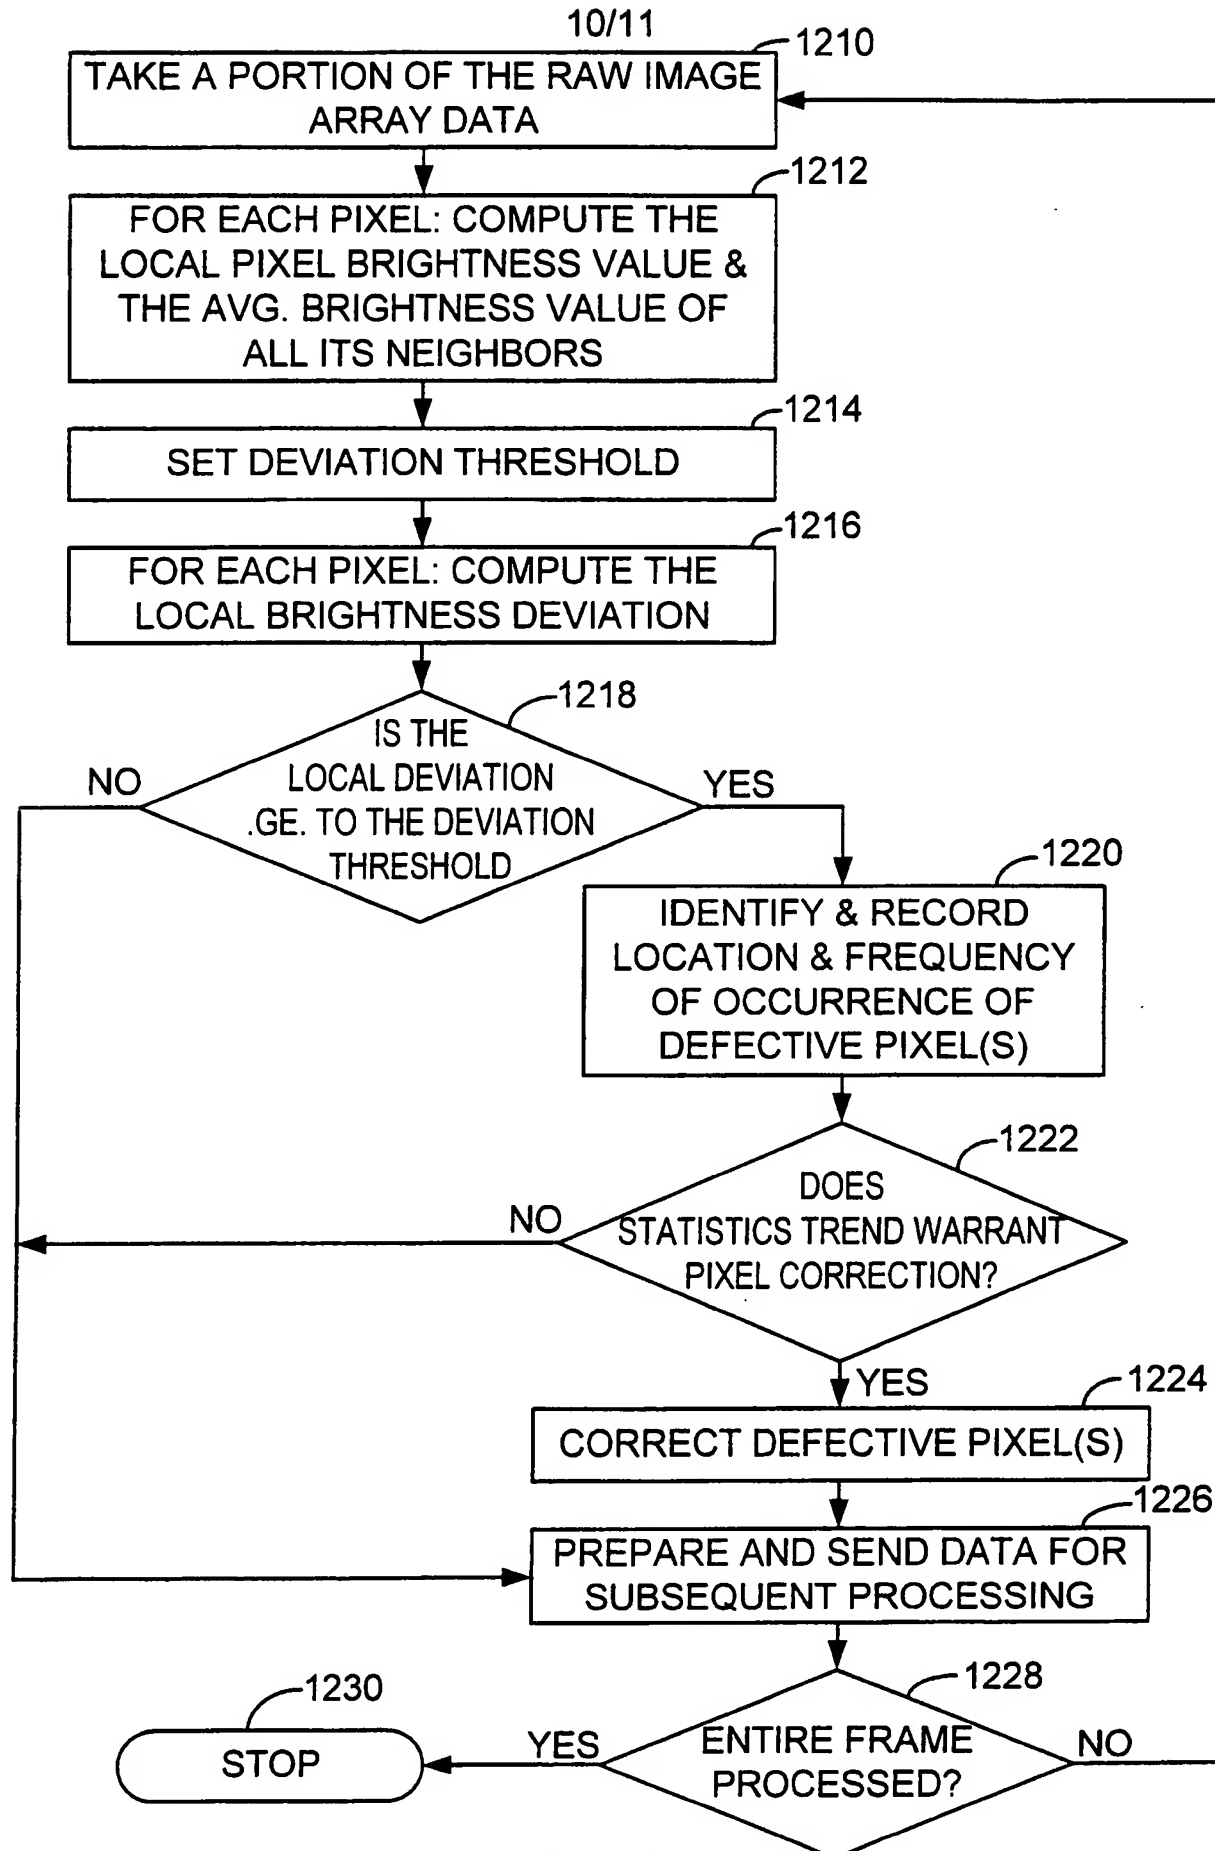 10/11
1210
TAKE A PORTION OF THE RAW IMAGE
ARRAY DATA
1212
FOR EACH PIXEL: COMPUTE THE
LOCAL PIXEL BRIGHTNESS VALUE &
THE AVG. BRIGHTNESS VALUE OF
ALL ITS NEIGHBORS
1214
SET DEVIATION THRESHOLD
1216
FOR EACH PIXEL: COMPUTE THE
LOCAL BRIGHTNESS DEVIATION
1218
IS THE
LOCAL DEVIATION
.GE. TO THE DEVIATION
THRESHOLD
NO
YES
1220
IDENTIFY & RECORD
LOCATION & FREQUENCY
OF OCCURRENCE OF
DEFECTIVE PIXEL(S)
1222
DOES
STATISTICS TREND WARRANT
PIXEL CORRECTION?
NO
YES
1224
CORRECT DEFECTIVE PIXEL(S)
1226
PREPARE AND SEND DATA FOR
SUBSEQUENT PROCESSING
1228
ENTIRE FRAME
PROCESSED?
YES
NO
1230
STOP